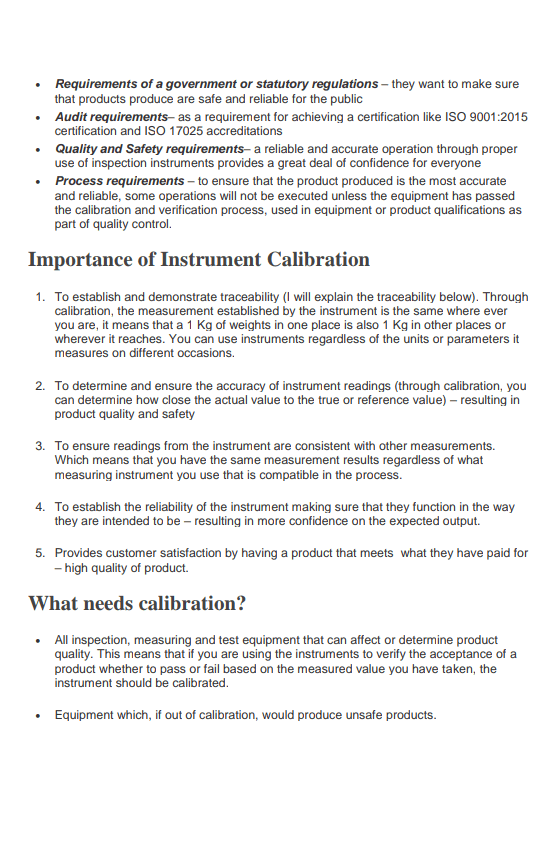 • Requirements of a government or statutory regulations – they want to make sure
that products produce are safe and reliable for the public
• Audit requirements– as a requirement for achieving a certification like ISO 9001:2015
certification and ISO 17025 accreditations
• Quality and Safety requirements– a reliable and accurate operation through proper
use of inspection instruments provides a great deal of confidence for everyone
• Process requirements – to ensure that the product produced is the most accurate
and reliable, some operations will not be executed unless the equipment has passed
the calibration and verification process, used in equipment or product qualifications as
part of quality control.
Importance of Instrument Calibration
1. To establish and demonstrate traceability (I will explain the traceability below). Through
calibration, the measurement established by the instrument is the same where ever
you are, it means that a 1 Kg of weights in one place is also 1 Kg in other places or
wherever it reaches. You can use instruments regardless of the units or parameters it
measures on different occasions.
2. To determine and ensure the accuracy of instrument readings (through calibration, you
can determine how close the actual value to the true or reference value) – resulting in
product quality and safety
3. To ensure readings from the instrument are consistent with other measurements.
Which means that you have the same measurement results regardless of what
measuring instrument you use that is compatible in the process.
4. To establish the reliability of the instrument making sure that they function in the way
they are intended to be – resulting in more confidence on the expected output.
5. Provides customer satisfaction by having a product that meets what they have paid for
– high quality of product.
What needs calibration?
• All inspection, measuring and test equipment that can affect or determine product
quality. This means that if you are using the instruments to verify the acceptance of a
product whether to pass or fail based on the measured value you have taken, the
instrument should be calibrated.
• Equipment which, if out of calibration, would produce unsafe products.